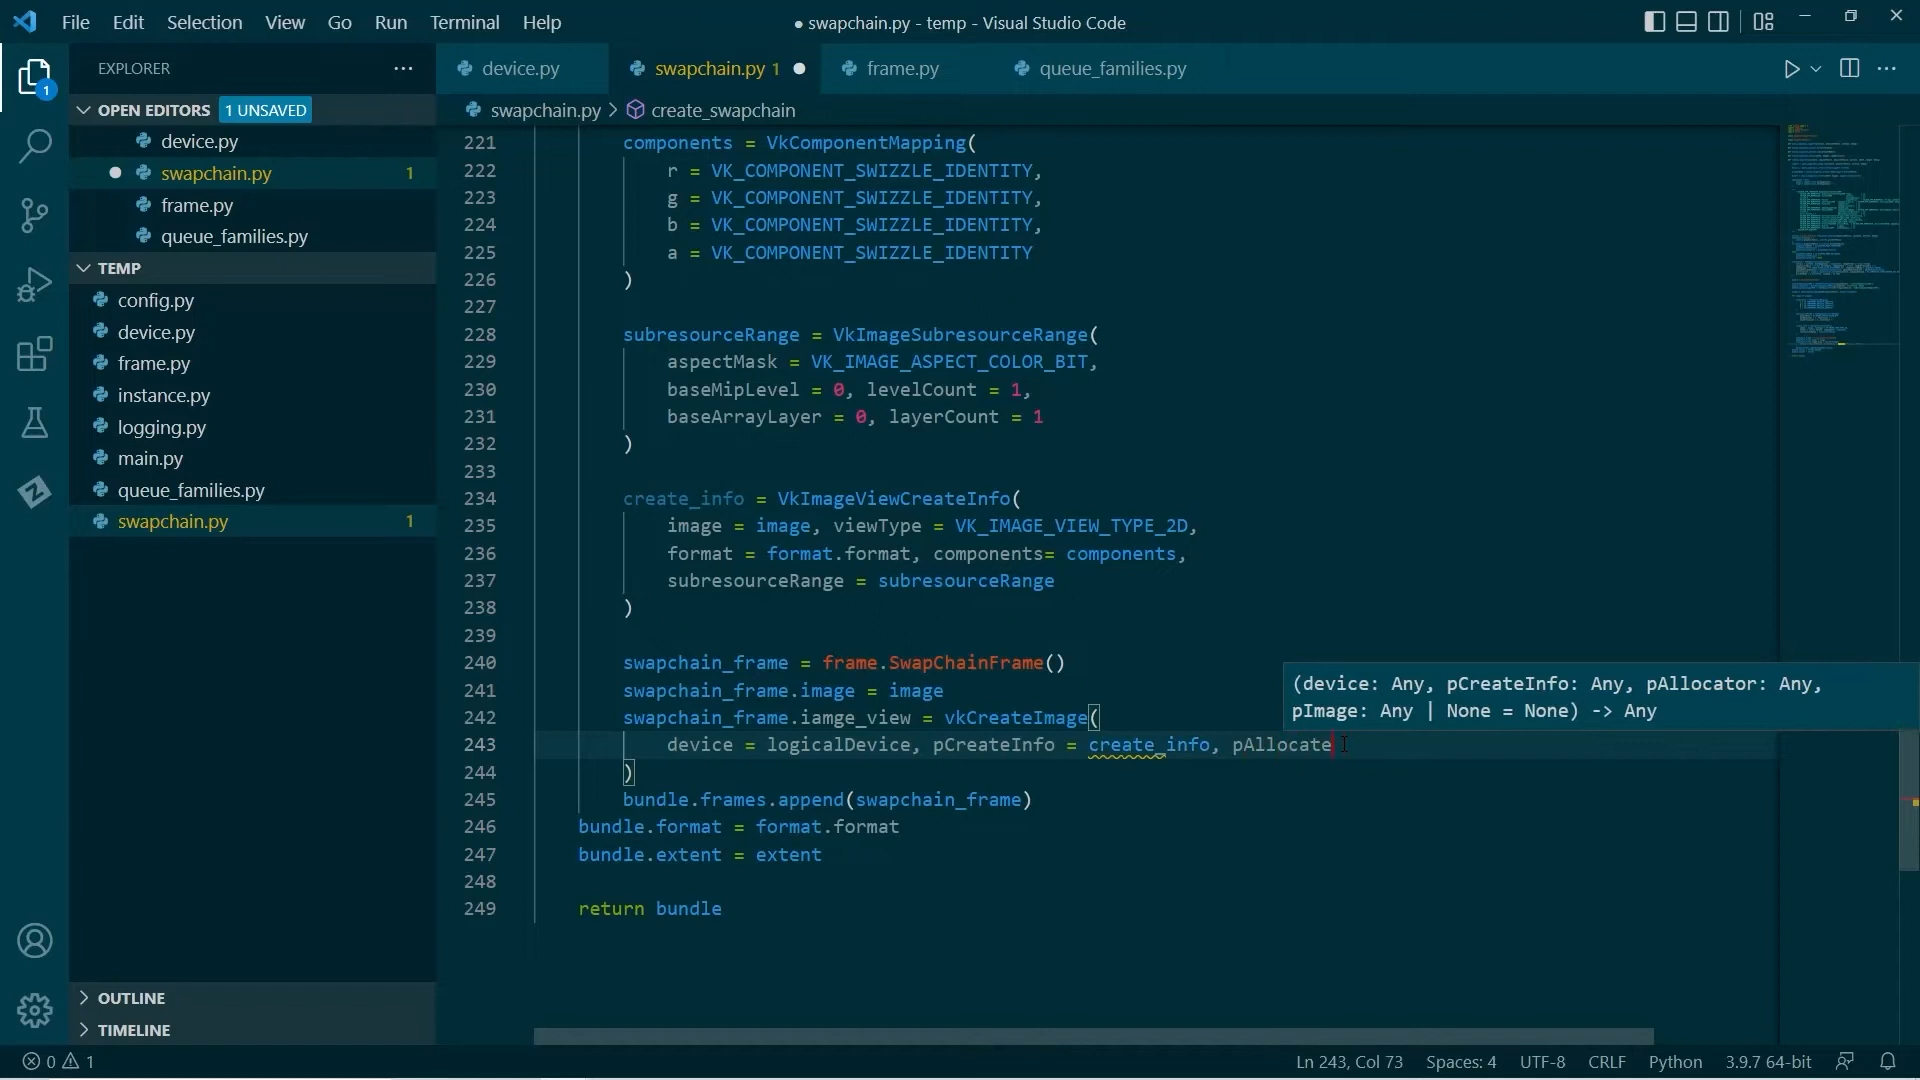 File Edit Selection View Go Run Terminal Help
● swapchain.py - temp - Visual Studio Code
EXPLORER
device.py
swapchain.py 1
frame.py
queue_families.py
OPEN EDITORS 1 UNSAVED
swapchain.py > create_swapchain
device.py
swapchain.py 1
frame.py
queue_families.py
TEMP
config.py
device.py
frame.py
instance.py
logging.py
main.py
queue_families.py
swapchain.py 1
OUTLINE
TIMELINE
1
221 components = VkComponentMapping(
222 r = VK_COMPONENT_SWIZZLE_IDENTITY,
223 g = VK_COMPONENT_SWIZZLE_IDENTITY,
224 b = VK_COMPONENT_SWIZZLE_IDENTITY,
225 a = VK_COMPONENT_SWIZZLE_IDENTITY
226 )
227
228 subresourceRange = VkImageSubresourceRange(
229 aspectMask = VK_IMAGE_ASPECT_COLOR_BIT,
230 baseMipLevel = 0, levelCount = 1,
231 baseArrayLayer = 0, layerCount = 1
232 )
233
234 create_info = VkImageViewCreateInfo(
235 image = image, viewType = VK_IMAGE_VIEW_TYPE_2D,
236 format = format.format, components= components,
237 subresourceRange = subresourceRange
238 )
239
240 swapchain_frame = frame.SwapChainFrame()
241 swapchain_frame.image = image
242 swapchain_frame.iamge_view = vkCreateImage(
243 device = logicalDevice, pCreateInfo = create_info, pAllocate
244 )
245 bundle.frames.append(swapchain_frame)
246 bundle.format = format.format
247 bundle.extent = extent
248
249 return bundle
(device: Any, pCreateInfo: Any, pAllocator: Any,
pImage: Any | None = None) -> Any
0 1
Ln 243, Col 73 Spaces: 4 UTF-8 CRLF Python 3.9.7 64-bit